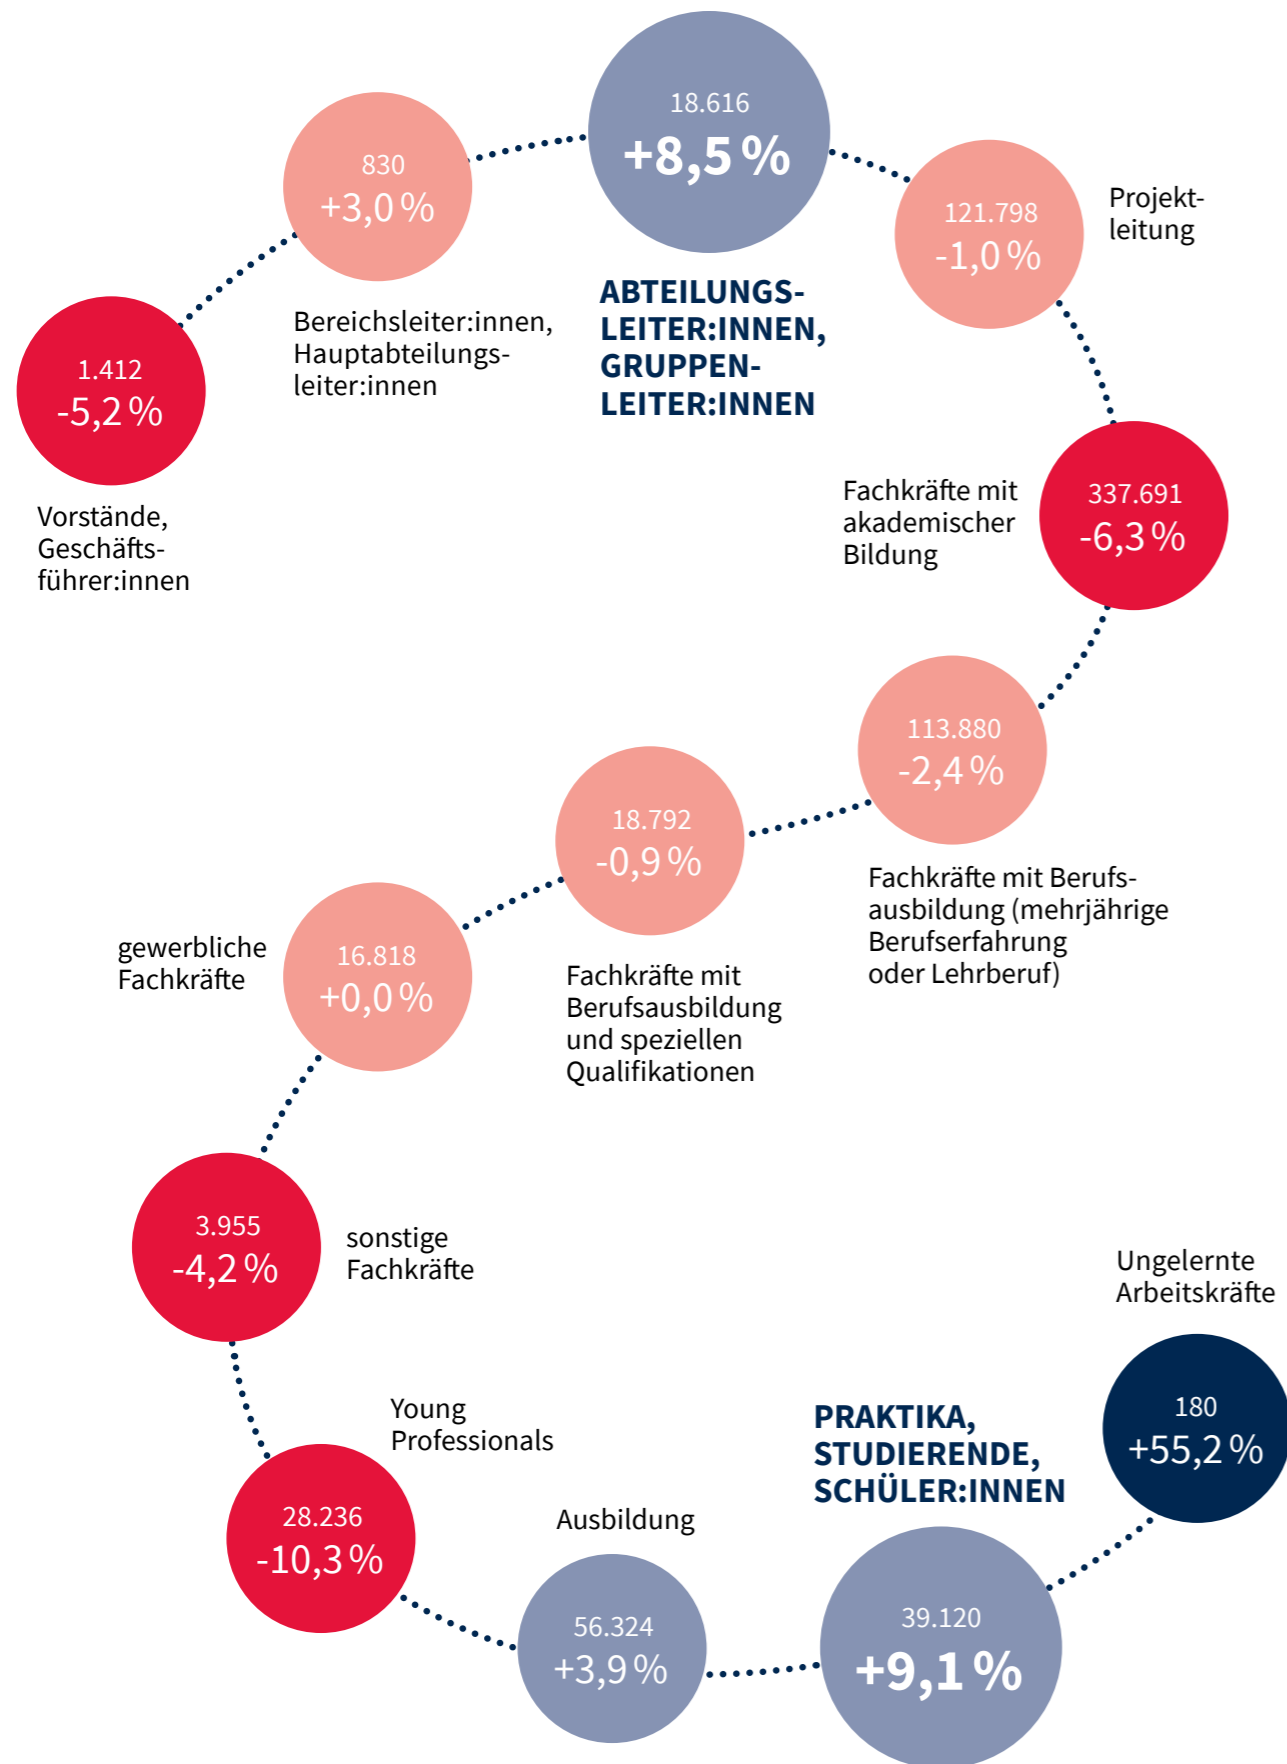 18.616
+8,5 %
ABTEILUNGS-
LEITER:INNEN,
GRUPPEN-
LEITER:INNEN
830
+3,0 %
Bereichsleiter:innen,
Hauptabteilungs-
leiter:innen
121.798
-1,0 %
Projekt-
leitung
1.412
-5,2 %
Vorstände,
Geschäfts-
führer:innen
Fachkräfte mit
akademischer
Bildung
337.691
-6,3 %
113.880
-2,4 %
Fachkräfte mit Berufs-
ausbildung (mehrjährige
Berufserfahrung
oder Lehrberuf)
18.792
-0,9 %
Fachkräfte mit
Berufsausbildung
und speziellen
Qualifikationen
gewerbliche
Fachkräfte
16.818
+0,0 %
3.955
-4,2 %
sonstige
Fachkräfte
Young
Professionals
28.236
-10,3 %
Ausbildung
56.324
+3,9 %
PRAKTIKA,
STUDIERENDE,
SCHÜLER:INNEN
39.120
+9,1 %
Ungelernte
Arbeitskräfte
180
+55,2 %